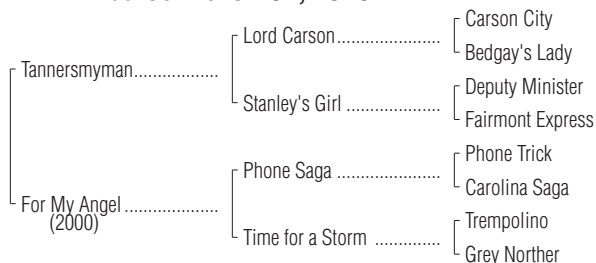 Lord Carson
Carson City
Bedgay's Lady
Tannersmyman
Stanley's Girl
Deputy Minister
Fairmont Express
Phone Saga
Phone Trick
Carolina Saga
For My Angel
(2000)
Time for a Storm
Trempolino
Grey Norther